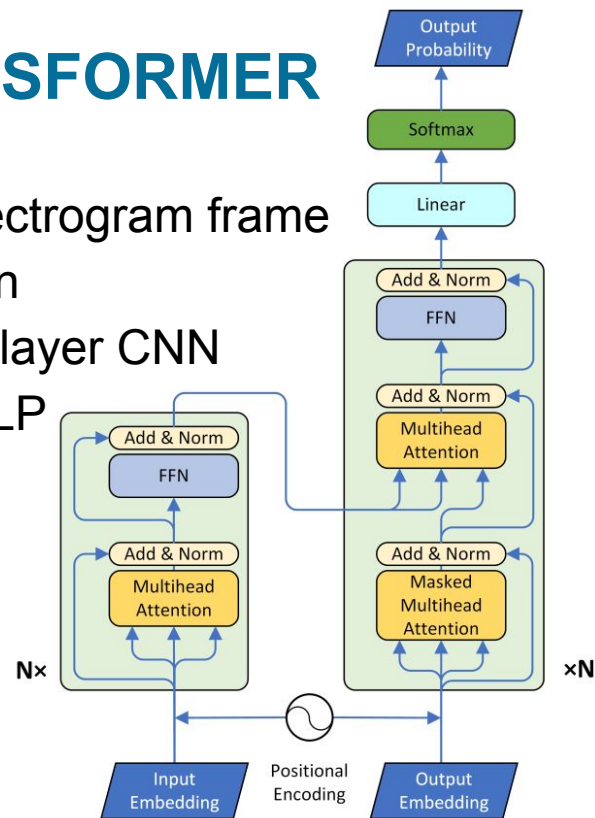 SFORMER
ectrogram frame
layer CNN
LP
Output
Probability
Softmax
Linear
Add & Norm
FFN
Add & Norm
Multihead
Attention
Add & Norm
Masked
Multihead
Attention
×N
Add & Norm
FFN
Add & Norm
Multihead
Attention
N×
Input
Embedding
Positional
Encoding
Output
Embedding